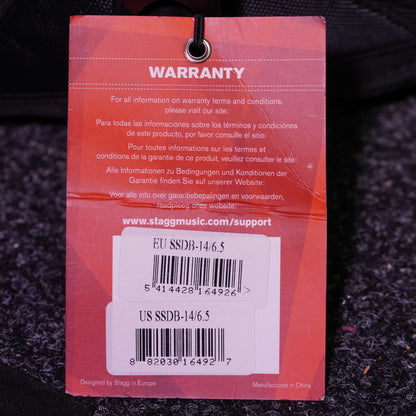 WARRANTY
For all information on warranty terms and conditions,
please visit our site:
Para todas las informaciónes sobre los términos y condiciones
de este producto, por favor consulte el sitio:
Pour toutes informations sur les termes et
conditions de la garantie de ce produit, veuillez consulter le site:
Alle Informationen zu Bedingungen und Konditionen der
Garantie finden Sie auf unserer Website:
Voor alle info over garantiebepalingen en voorwaarden,
raadpleeg onze website:
www.staggmusic.com/support
EU SSDB-14/6.5
5 414428 164926 >
US SSDB-14/6.5
8 82030 16492 7
Designed by Stagg in Europe
Manufactured in China